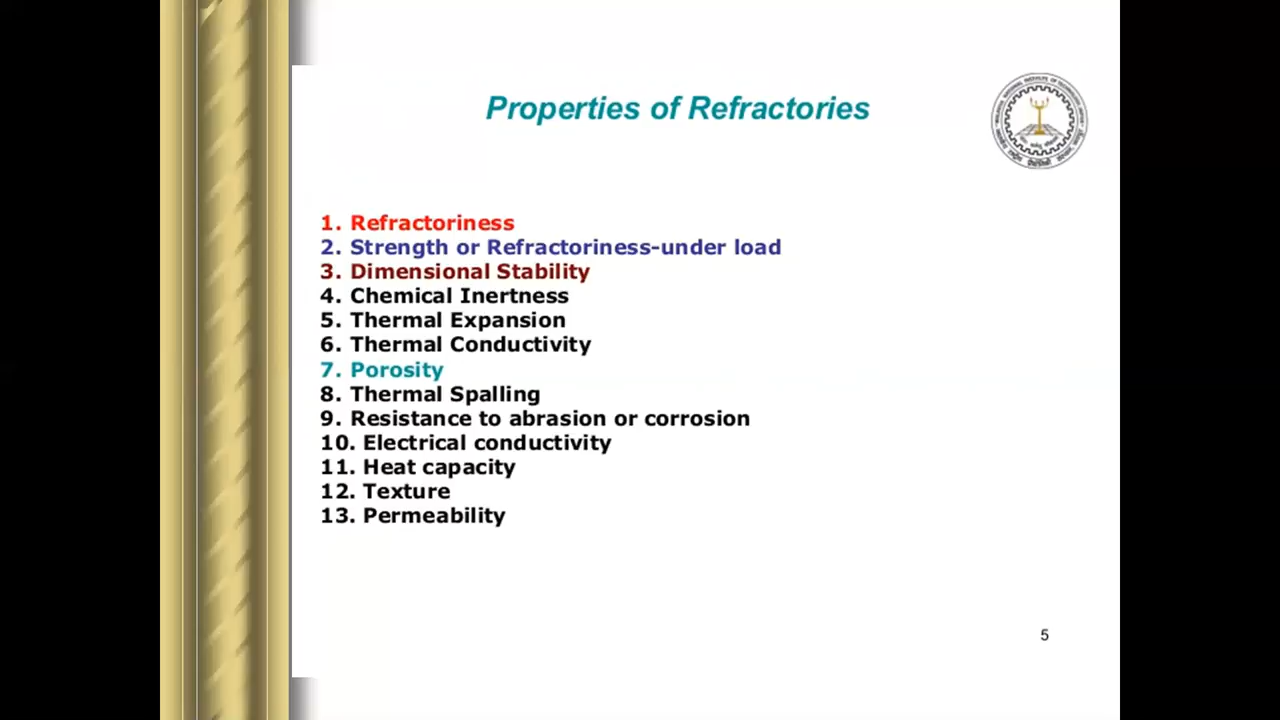 Properties of Refractories
1. Refractoriness
2. Strength or Refractoriness-under load
3. Dimensional Stability
4. Chemical Inertness
5. Thermal Expansion
6. Thermal Conductivity
7. Porosity
8. Thermal Spalling
9. Resistance to abrasion or corrosion
10. Electrical conductivity
11. Heat capacity
12. Texture
13. Permeability
5